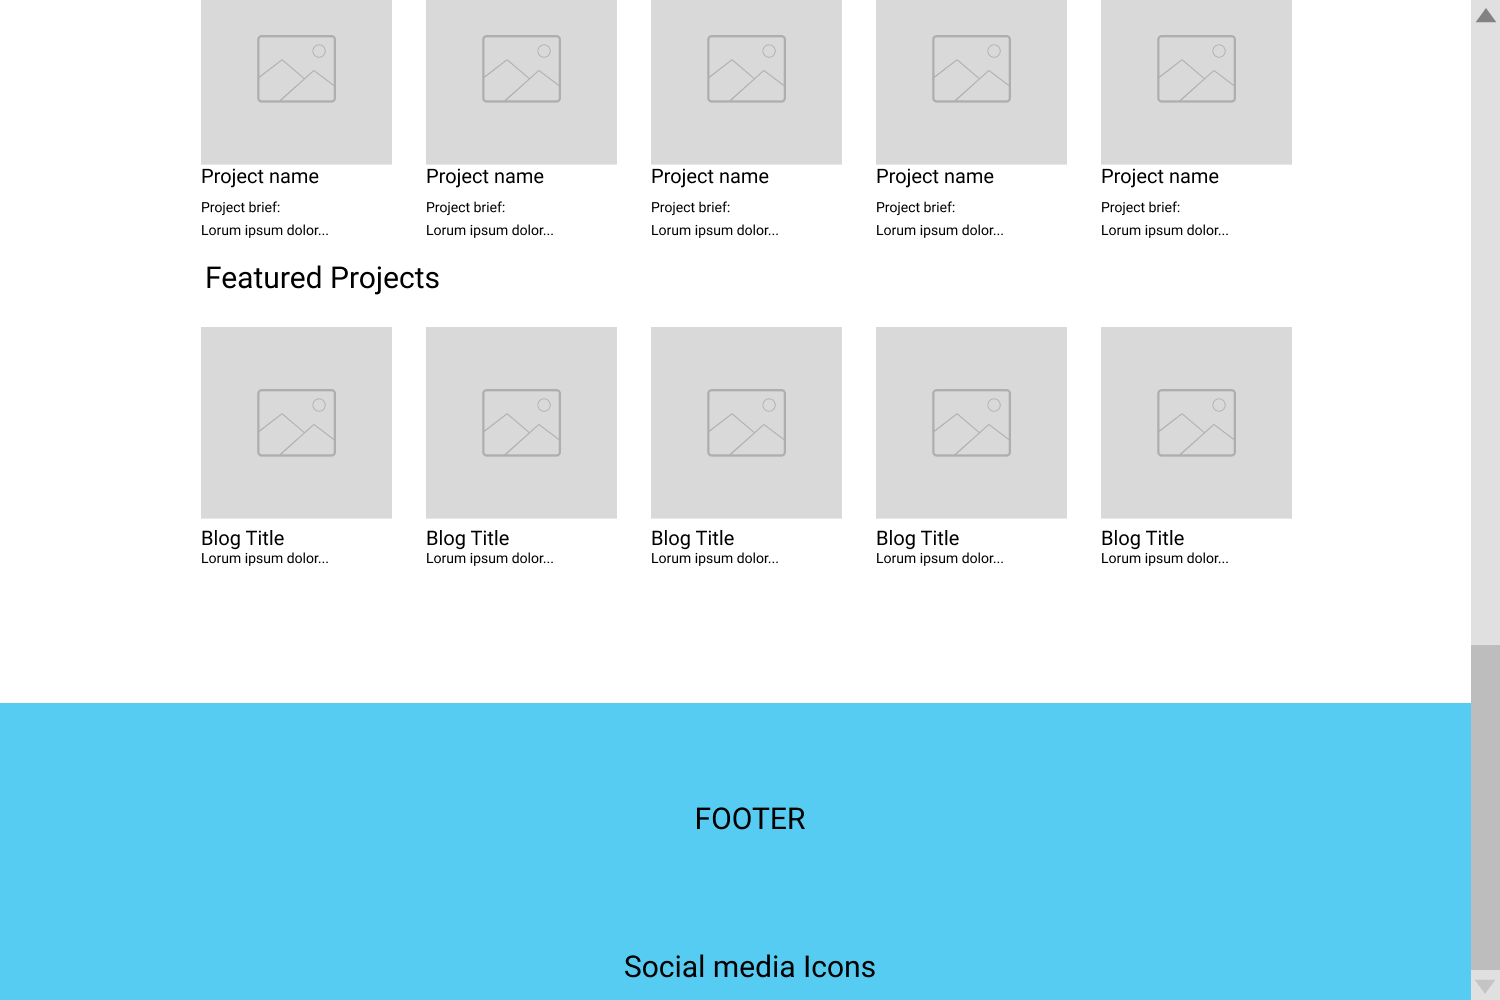 Project name Project name Project name Project name Project name
Project brief: Project brief: Project brief: Project brief: Project brief:
Lorum ipsum dolor... Lorum ipsum dolor... Lorum ipsum dolor... Lorum ipsum dolor... Lorum ipsum dolor...
Featured Projects
Blog Title Blog Title Blog Title Blog Title Blog Title
Lorum ipsum dolor... Lorum ipsum dolor... Lorum ipsum dolor... Lorum ipsum dolor... Lorum ipsum dolor...
FOOTER
Social media Icons